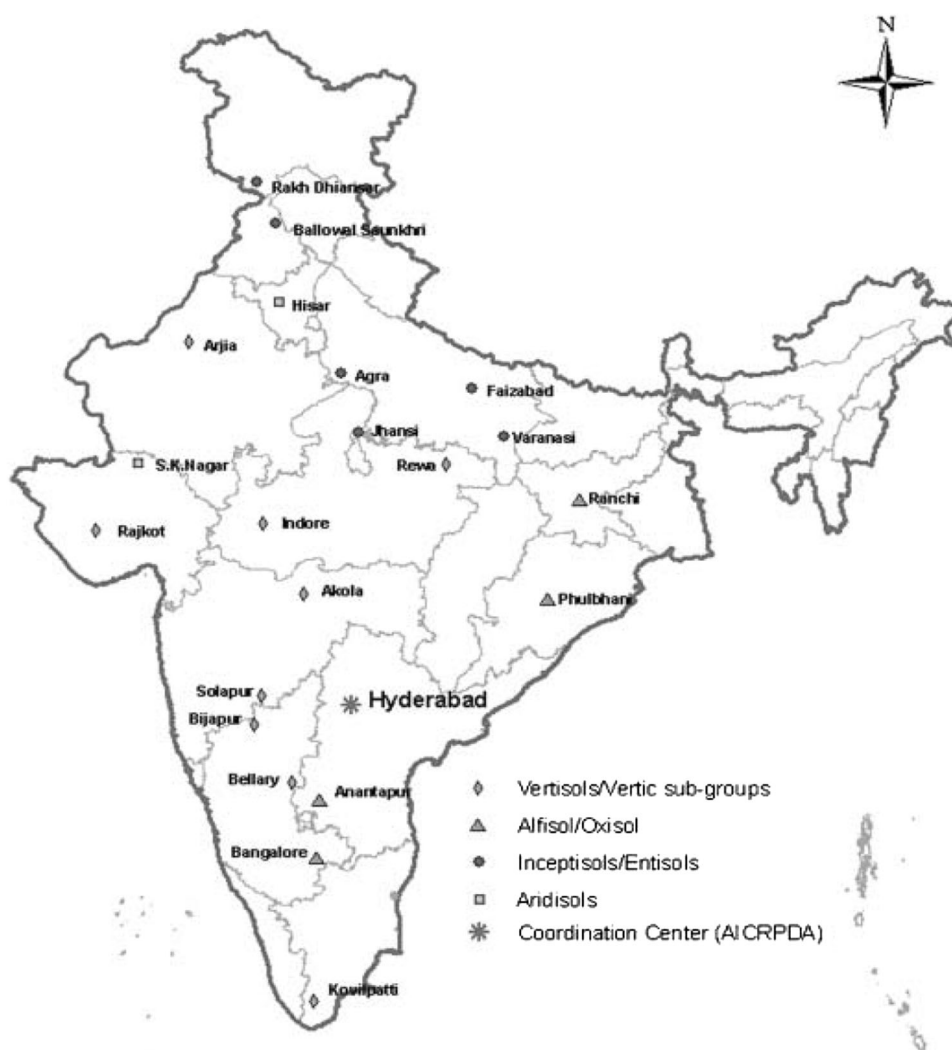 N
Rakh Dhiansar
Ballowal Saunkhri
Hisar
Arjia
Agra
Faizabad
Jhansi
Varanasi
Rewa
S.K.Nagar
Ranchi
Rajkot
Indore
Akola
Phulbhani
Solapur
Hyderabad
Bijapur
Bellary
Anantapur
Bangalore
Kovilpatti
Vertisols/Vertic sub-groups
Alfisol/Oxisol
Inceptisols/Entisols
Aridisols
Coordination Center (AICRPDA)